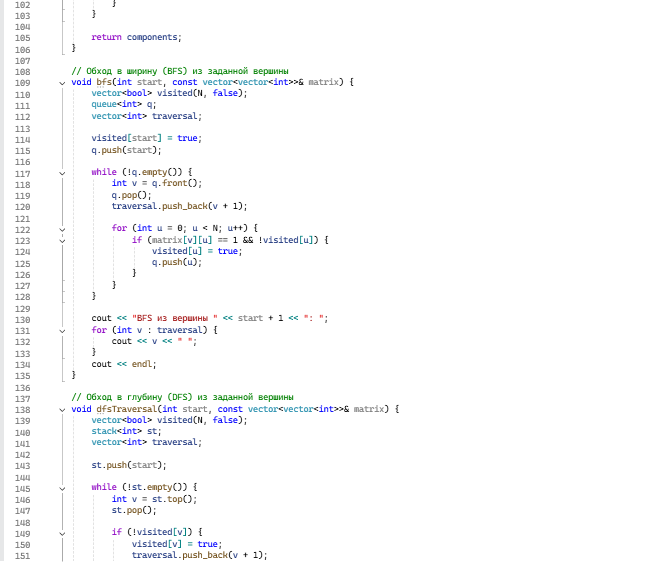 102 }
103 }
104
105 return components;
106 }
107
108 // Обход в ширину (BFS) из заданной вершины
109 void bfs(int start, const vector<vector<int>>& matrix) {
110 vector<bool> visited(N, false);
111 queue<int> q;
112 vector<int> traversal;
113
114 visited[start] = true;
115 q.push(start);
116
117 while (!q.empty()) {
118 int v = q.front();
119 q.pop();
120 traversal.push_back(v + 1);
121
122 for (int u = 0; u < N; u++) {
123 if (matrix[v][u] == 1 && !visited[u]) {
124 visited[u] = true;
125 q.push(u);
126 }
127 }
128 }
129
130 cout << "BFS из вершины " << start + 1 << ": ";
131 for (int v : traversal) {
132 cout << v << " ";
133 }
134 cout << endl;
135 }
136
137 // Обход в глубину (DFS) из заданной вершины
138 void dfsTraversal(int start, const vector<vector<int>>& matrix) {
139 vector<bool> visited(N, false);
140 stack<int> st;
141 vector<int> traversal;
142
143 st.push(start);
144
145 while (!st.empty()) {
146 int v = st.top();
147 st.pop();
148
149 if (!visited[v]) {
150 visited[v] = true;
151 traversal.push_back(v + 1);